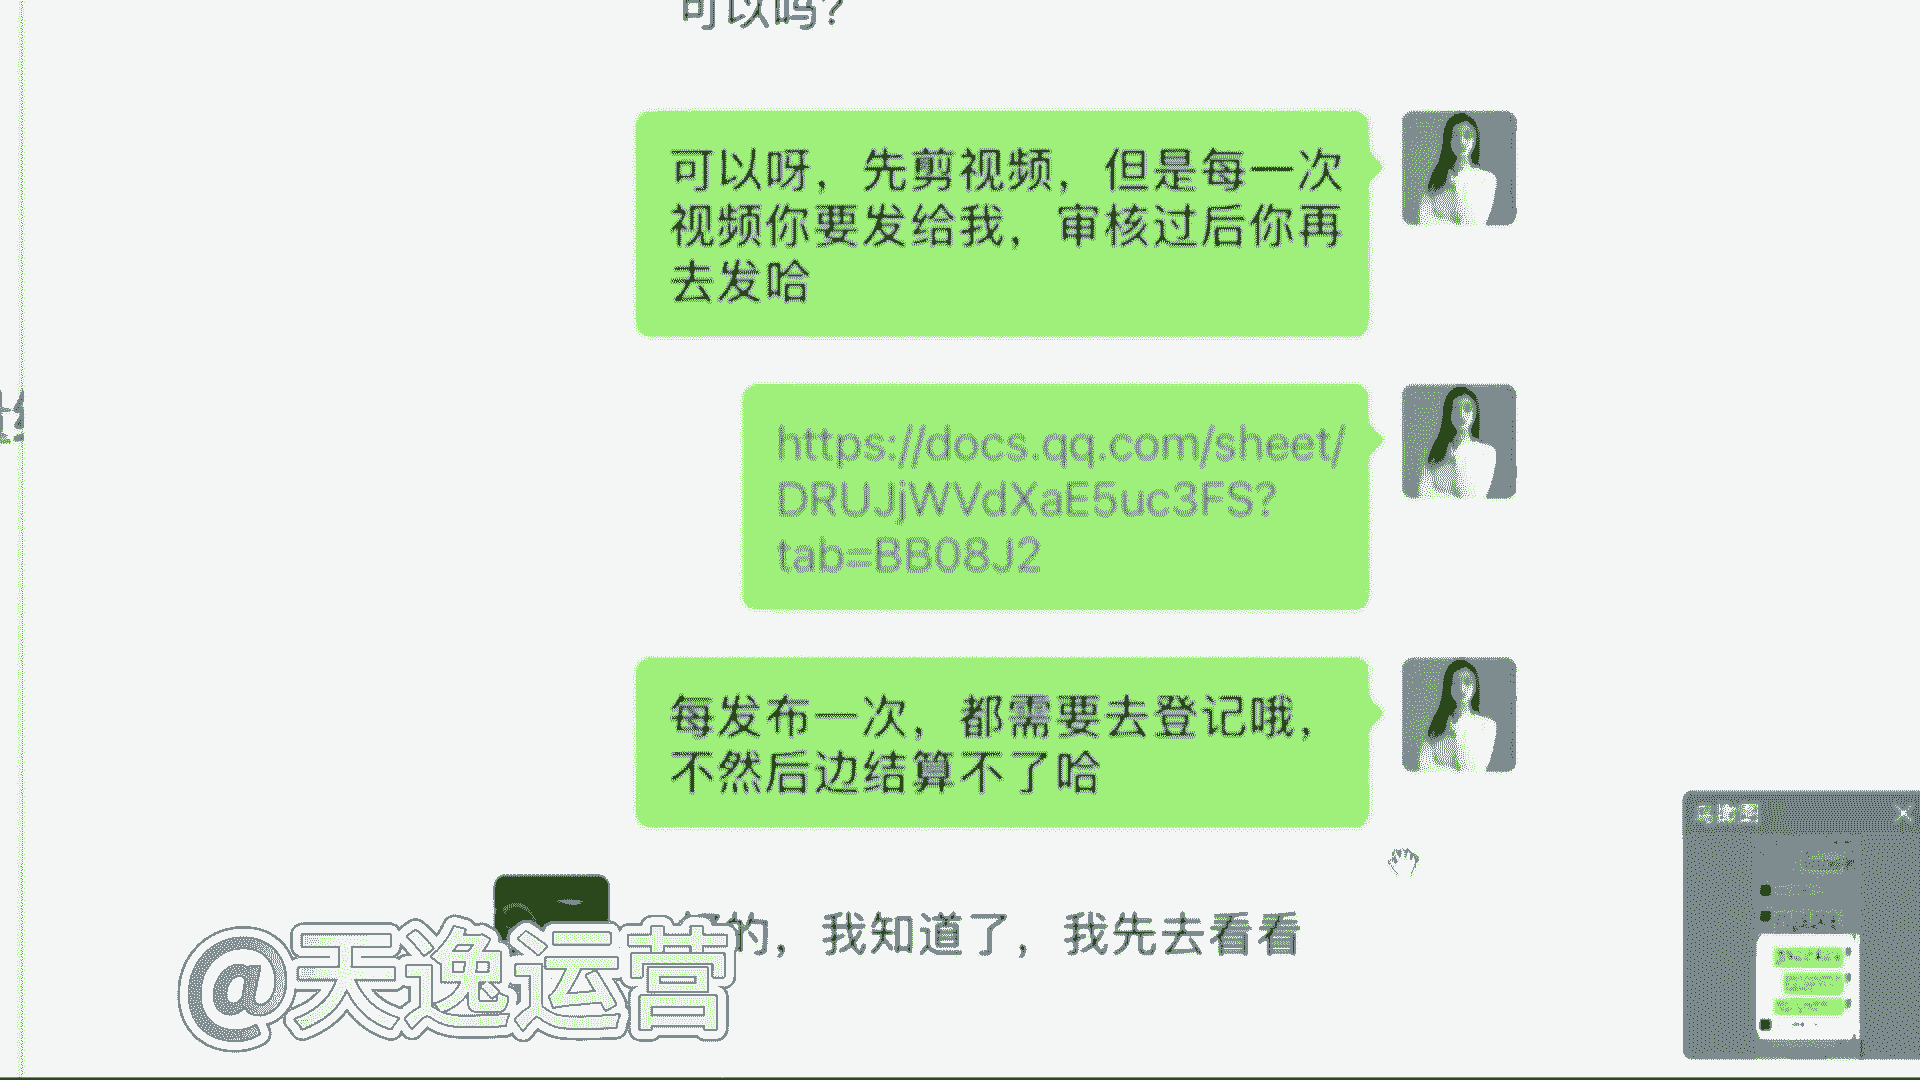 可以吗?
可以呀，先剪视频，但是每一次
视频你要发给我，审核过后你再
去发哈
https://docs.qq.com/sheet/
DRUJjWVdXaE5uc3FS?
tab=BB08J2
每发布一次，都需要去登记哦，
不然后边结算不了哈
的，我知道了，我先去看看
@天逸运营